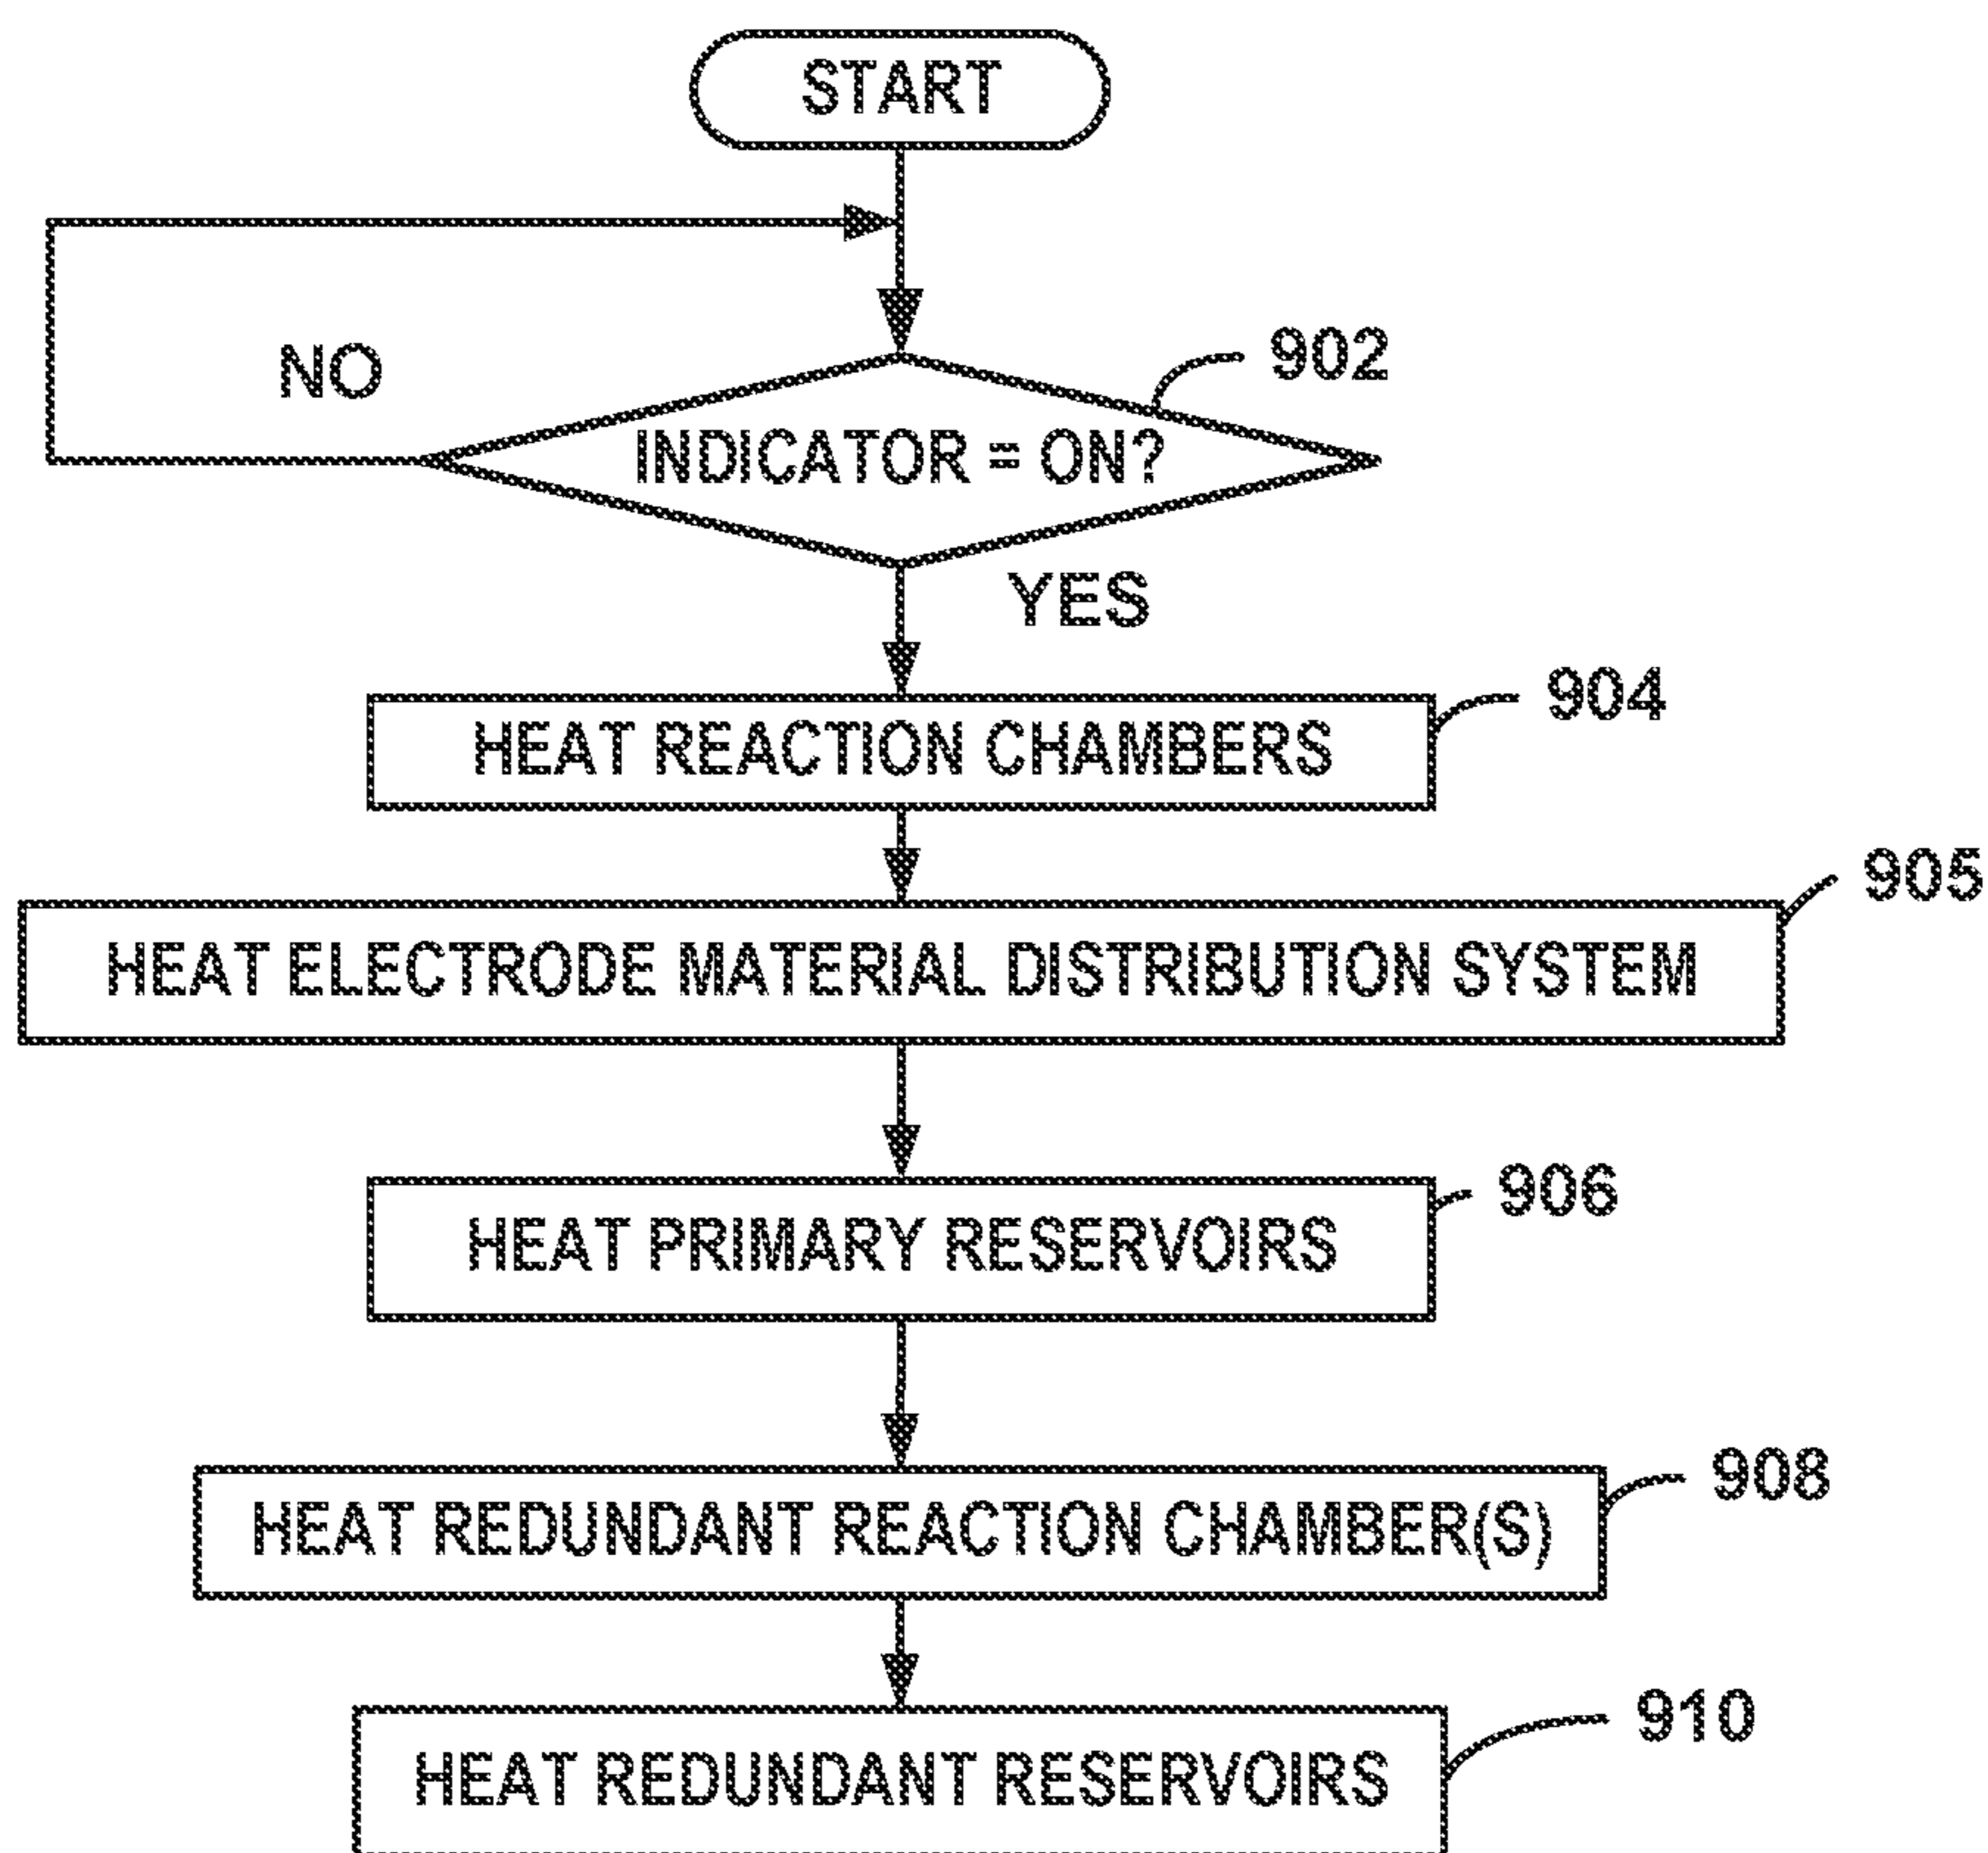 START
NO
902
INDICATOR = ON?
YES
904
HEAT REACTION CHAMBERS
905
HEAT ELECTRODE MATERIAL DISTRIBUTION SYSTEM
906
HEAT PRIMARY RESERVOIRS
908
HEAT REDUNDANT REACTION CHAMBER(S)
910
HEAT REDUNDANT RESERVOIRS